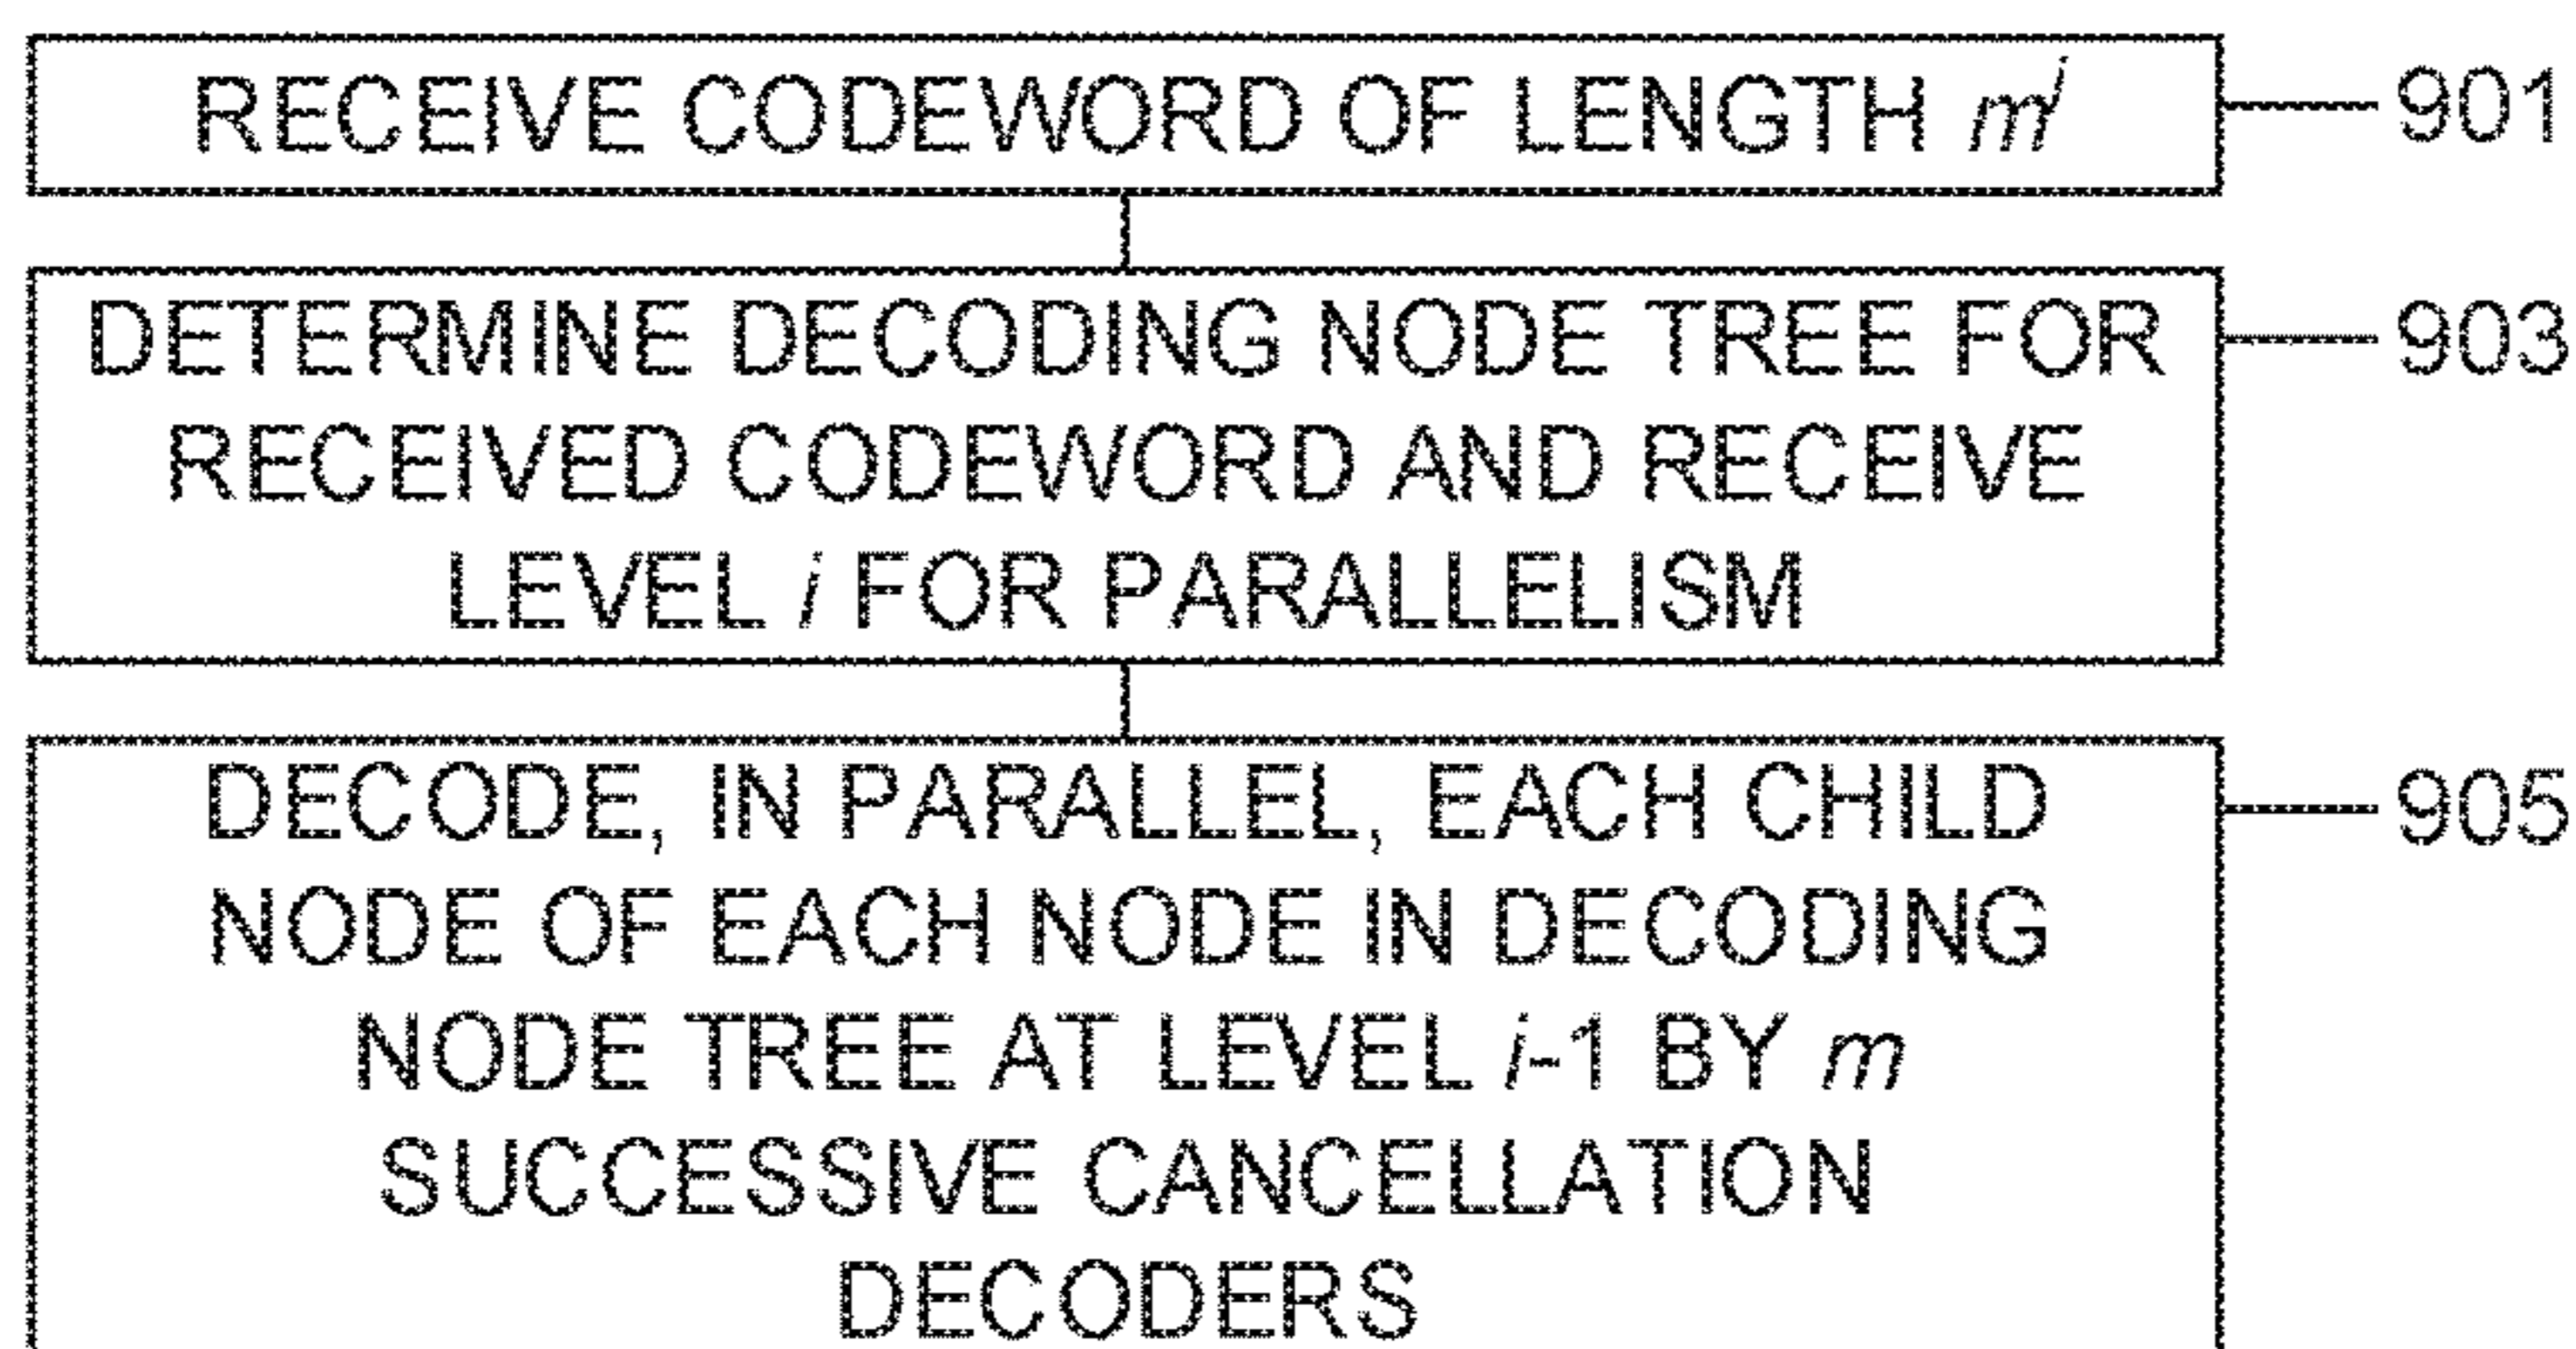 RECEIVE CODEWORD OF LENGTH mʲ 901
DETERMINE DECODING NODE TREE FOR 903
RECEIVED CODEWORD AND RECEIVE
LEVEL i FOR PARALLELISM
DECODE, IN PARALLEL, EACH CHILD 905
NODE OF EACH NODE IN DECODING
NODE TREE AT LEVEL i-1 BY m
SUCCESSIVE CANCELLATION
DECODERS